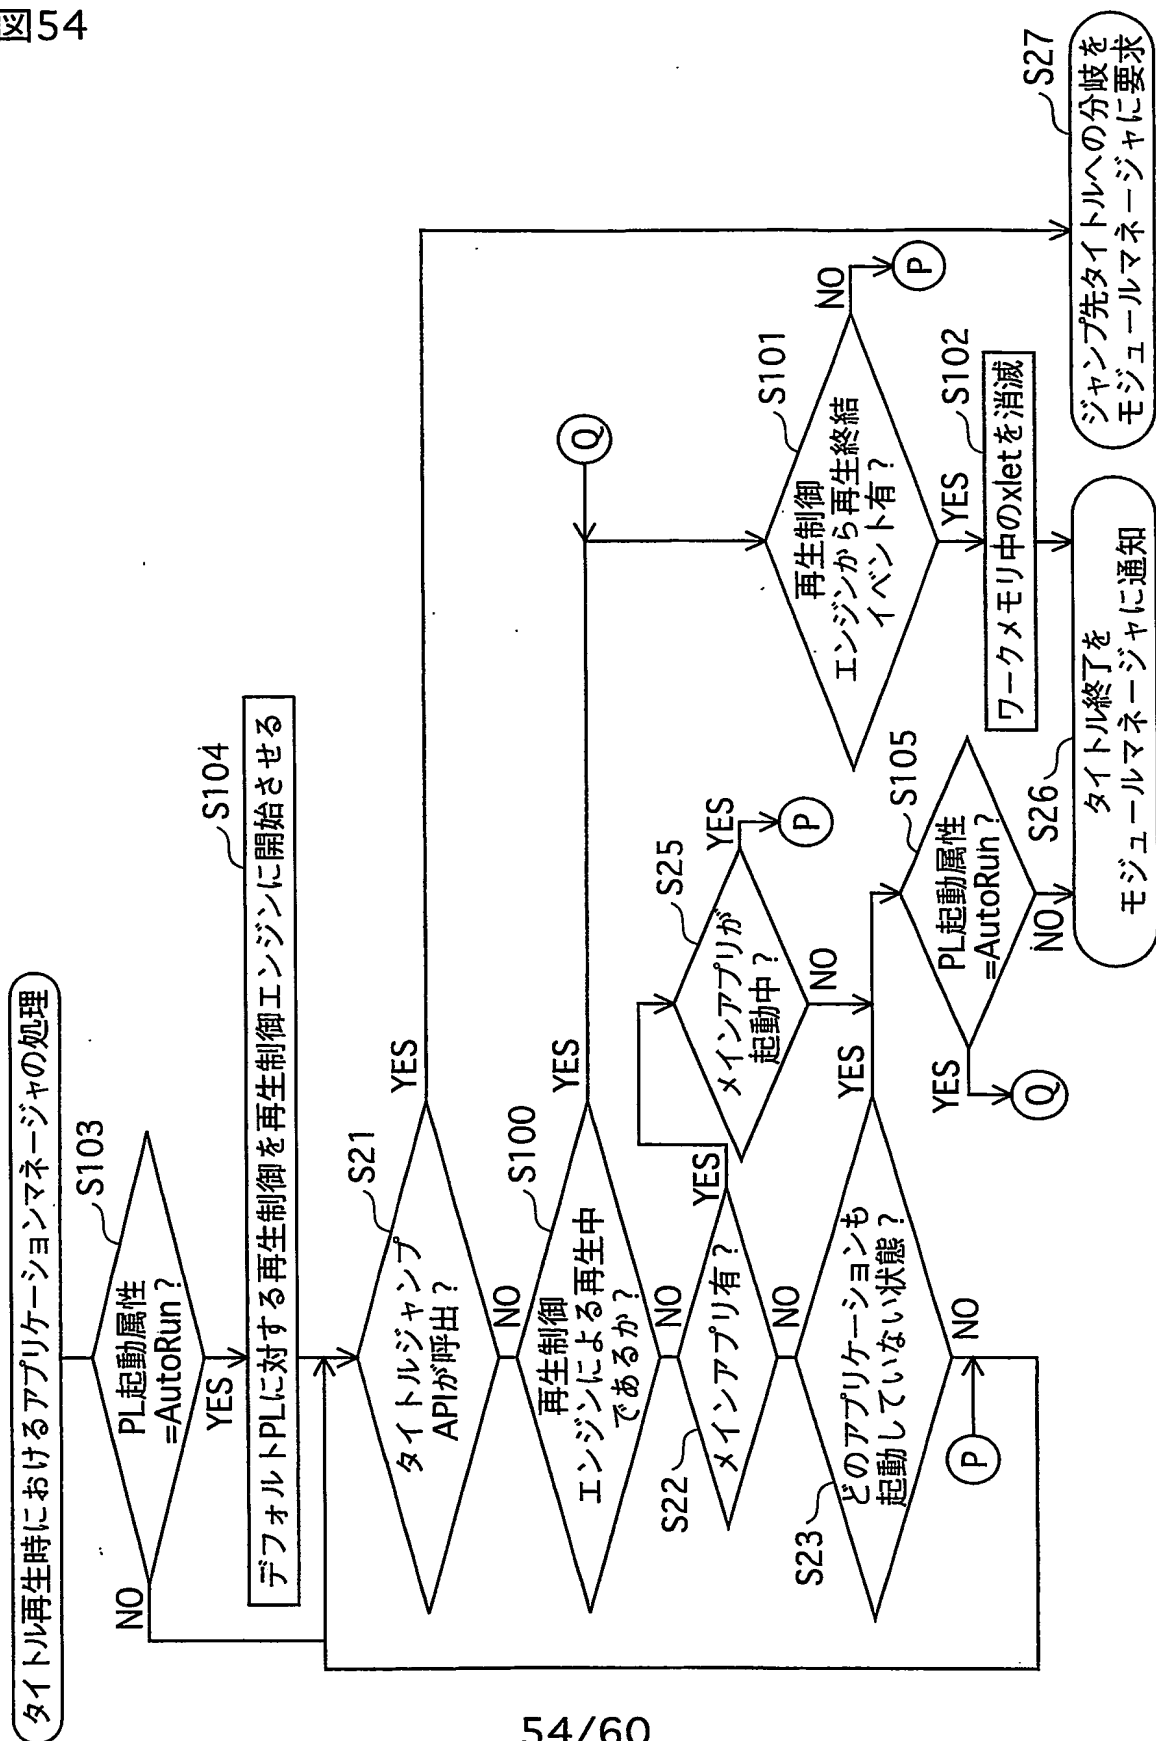 図54
タイトル再生時におけるアプリケーションマネージャの処理
S103
PL起動属性
=AutoRun?
NO
YES
S104
デフォルトPLに対する再生制御を再生制御エンジンに開始させる
S21
タイトルジャンプ
APIが呼出?
YES
NO
S100
再生制御
エンジンによる再生中
であるか?
YES
NO
S22
メインアプリ有?
YES
NO
S25
メインアプリが
起動中?
YES
P
NO
S23
どのアプリケーションも
起動していない状態?
YES
NO
P
Q
S101
再生制御
エンジンから再生終結
イベント有?
NO
P
YES
S102
ワークメモリ中のxletを消滅
S105
PL起動属性
=AutoRun?
YES
Q
NO
S26
タイトル終了を
モジュールマネージャに通知
S27
ジャンプ先タイトルへの分岐を
モジュールマネージャに要求
54/60